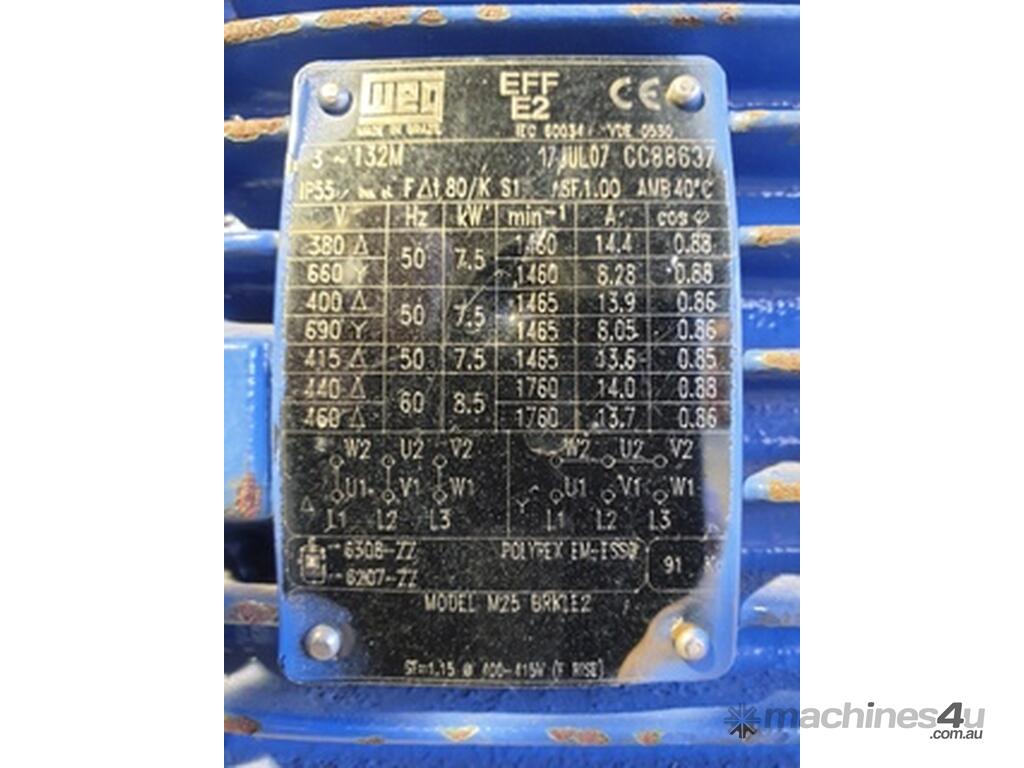 WEG EFF CE
E2
MADE IN BRAZIL IEC 60034 VDE 0530
3 ~ 132M 17JUL07 CC88637
IP55 F Δt 80/K S1 SF 1.00 AMB 40°C
V Hz kW min-1 A cos φ
380 Δ 50 7.5 1460 14.4 0.88
660 Y 1460 8.28 0.88
400 Δ 50 7.5 1465 13.9 0.86
690 Y 1465 8.05 0.86
415 Δ 50 7.5 1465 13.6 0.85
440 Δ 60 8.5 1760 14.0 0.88
460 Δ 1760 13.7 0.86
W2 U2 V2 W2 U2 V2
Δ U1 V1 W1 Y U1 V1 W1
L1 L2 L3 L1 L2 L3
6308-ZZ POLYREX EM-ESSO 91
6207-ZZ
MODEL M25
SF=1.15 @ 400-415V
machines4u
.com.au